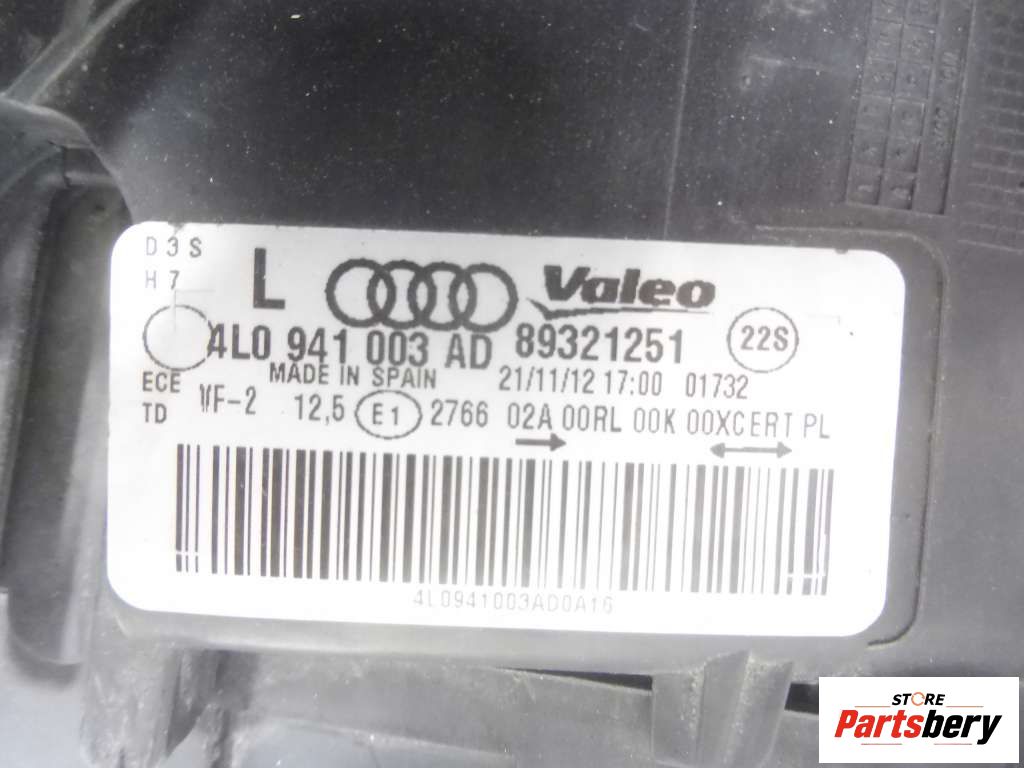 D3S
H7
L Valeo
4L0 941 003 AD 89321251 22S
MADE IN SPAIN 21/11/12 17:00 01732
ECE
TD VF-2 12,5 E1 2766 02A 00RL 00K 00XCERT PL
4L0941003AD0A16
STORE
Partsbery